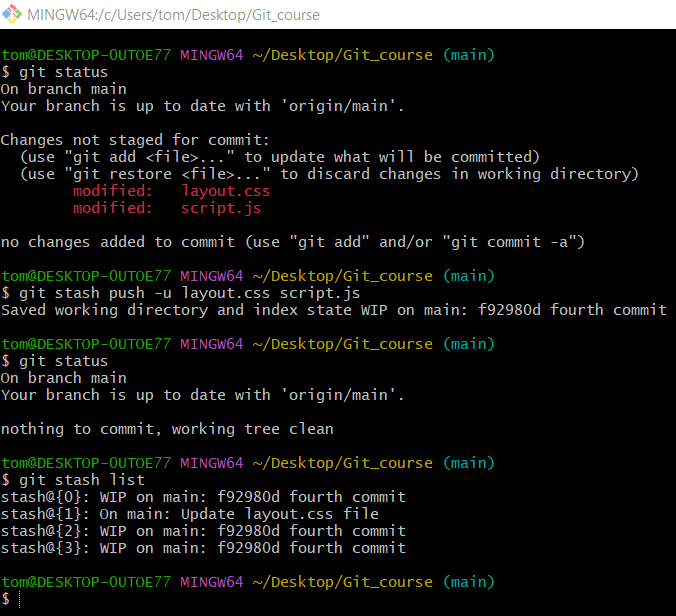 MINGW64:/c/Users/tom/Desktop/Git_course
tom@DESKTOP-OUTOE77 MINGW64 ~/Desktop/Git_course (main)
$ git status
On branch main
Your branch is up to date with 'origin/main'.
Changes not staged for commit:
  (use "git add <file>..." to update what will be committed)
  (use "git restore <file>..." to discard changes in working directory)
        modified:   layout.css
        modified:   script.js
no changes added to commit (use "git add" and/or "git commit -a")
tom@DESKTOP-OUTOE77 MINGW64 ~/Desktop/Git_course (main)
$ git stash push -u layout.css script.js
Saved working directory and index state WIP on main: f92980d fourth commit
tom@DESKTOP-OUTOE77 MINGW64 ~/Desktop/Git_course (main)
$ git status
On branch main
Your branch is up to date with 'origin/main'.
nothing to commit, working tree clean
tom@DESKTOP-OUTOE77 MINGW64 ~/Desktop/Git_course (main)
$ git stash list
stash@{0}: WIP on main: f92980d fourth commit
stash@{1}: On main: Update layout.css file
stash@{2}: WIP on main: f92980d fourth commit
stash@{3}: WIP on main: f92980d fourth commit
tom@DESKTOP-OUTOE77 MINGW64 ~/Desktop/Git_course (main)
$